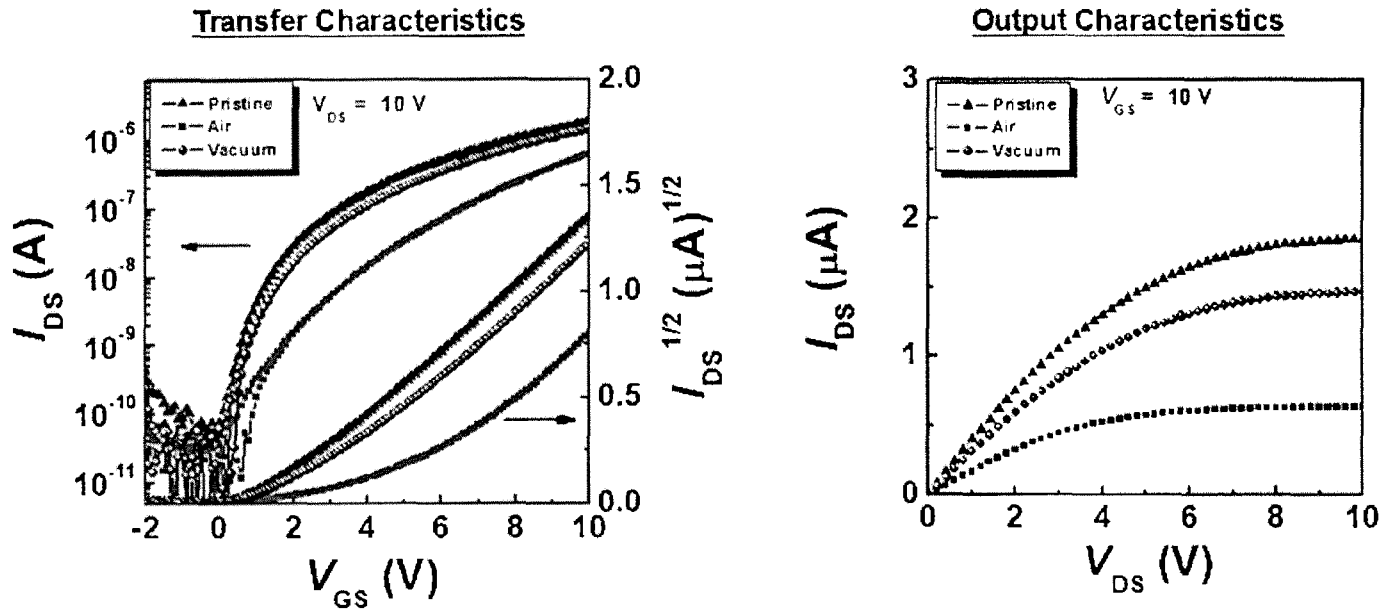 Transfer Characteristics
Pristine
Air
Vacuum
V_DS = 10 V
10^-6
10^-7
10^-8
10^-9
10^-10
10^-11
I_DS (A)
2.0
1.5
1.0
0.5
0.0
I_DS^1/2 (μA)^1/2
-2 0 2 4 6 8 10
V_GS (V)
Output Characteristics
Pristine
Air
Vacuum
V_GS = 10 V
3
2
1
0
I_DS (μA)
0 2 4 6 8 10
V_DS (V)